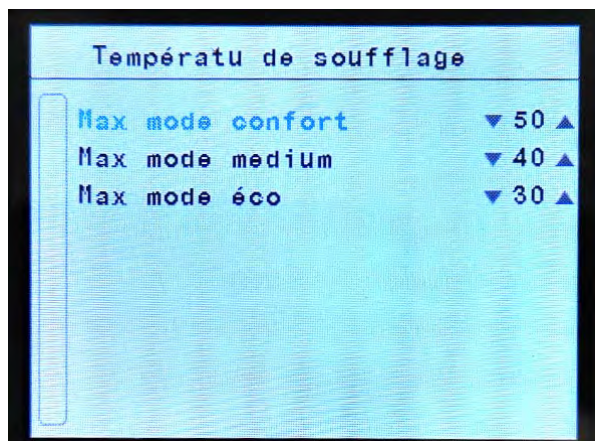 Températu de soufflage
Max mode confort ▼ 50 ▲
Max mode medium ▼ 40 ▲
Max mode éco ▼ 30 ▲